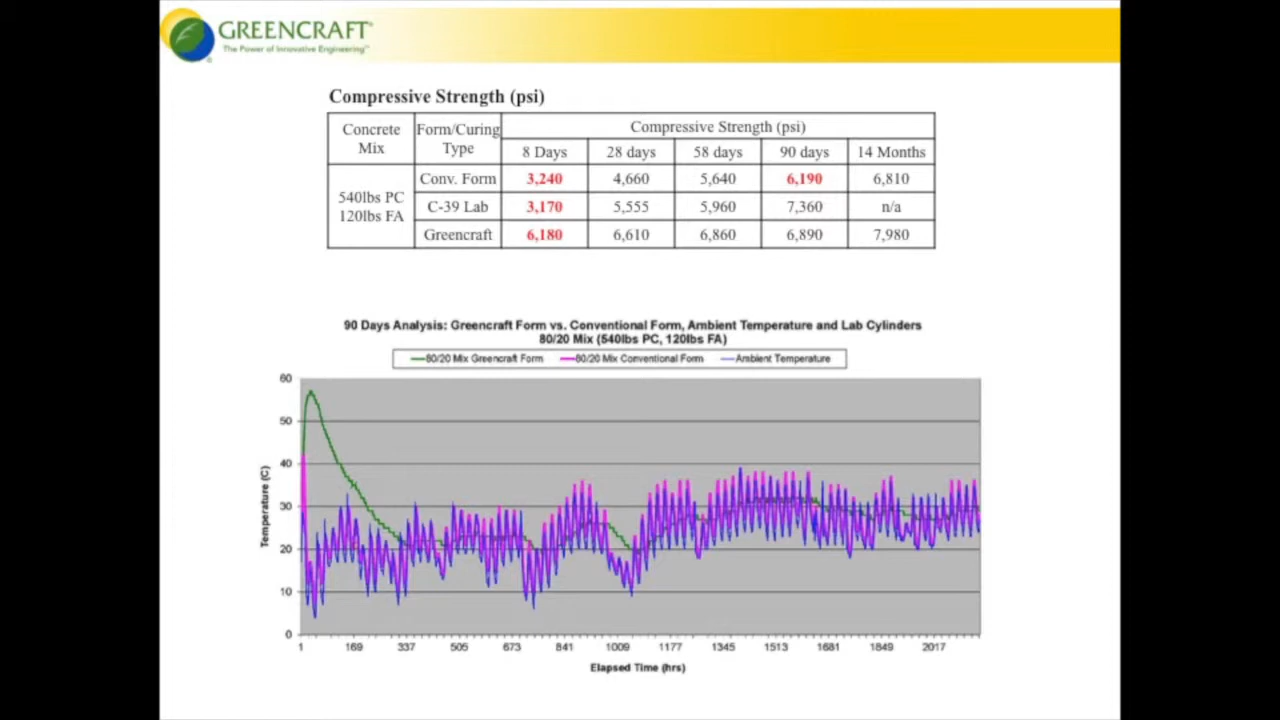 GREENCRAFT®
The Power of Innovative Engineering™
Compressive Strength (psi)
Concrete Mix Form/Curing Type Compressive Strength (psi)
8 Days 28 days 58 days 90 days 14 Months
540lbs PC 120lbs FA Conv. Form 3,240 4,660 5,640 6,190 6,810
C-39 Lab 3,170 5,555 5,960 7,360 n/a
Greencraft 6,180 6,610 6,860 6,890 7,980
90 Days Analysis: Greencraft Form vs. Conventional Form, Ambient Temperature and Lab Cylinders
80/20 Mix (540lbs PC, 120lbs FA)
80/20 Mix Greencraft Form 80/20 Mix Conventional Form Ambient Temperature
60
50
40
30
20
10
0
Temperature (C)
1 169 337 505 673 841 1009 1177 1345 1513 1681 1849 2017
Elapsed Time (hrs)